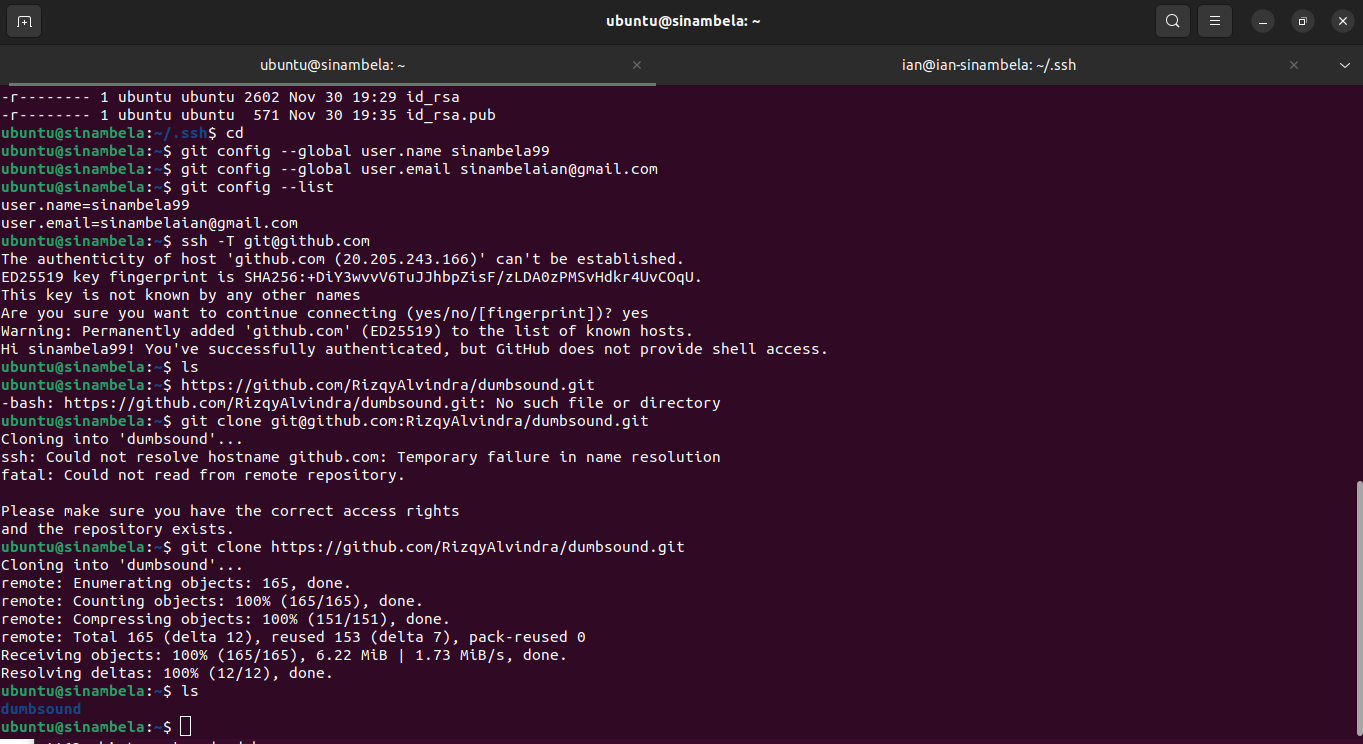 ubuntu@sinambela: ~
ubuntu@sinambela: ~
ian@ian-sinambela: ~/.ssh
-r-------- 1 ubuntu ubuntu 2602 Nov 30 19:29 id_rsa
-r-------- 1 ubuntu ubuntu  571 Nov 30 19:35 id_rsa.pub
ubuntu@sinambela:~/.ssh$ cd
ubuntu@sinambela:~$ git config --global user.name sinambela99
ubuntu@sinambela:~$ git config --global user.email sinambelaian@gmail.com
ubuntu@sinambela:~$ git config --list
user.name=sinambela99
user.email=sinambelaian@gmail.com
ubuntu@sinambela:~$ ssh -T git@github.com
The authenticity of host 'github.com (20.205.243.166)' can't be established.
ED25519 key fingerprint is SHA256:+DiY3wvvV6TuJJhbpZisF/zLDA0zPMSvHdkr4UvCOqU.
This key is not known by any other names
Are you sure you want to continue connecting (yes/no/[fingerprint])? yes
Warning: Permanently added 'github.com' (ED25519) to the list of known hosts.
Hi sinambela99! You've successfully authenticated, but GitHub does not provide shell access.
ubuntu@sinambela:~$ ls
ubuntu@sinambela:~$ https://github.com/RizqyAlvindra/dumbsound.git
-bash: https://github.com/RizqyAlvindra/dumbsound.git: No such file or directory
ubuntu@sinambela:~$ git clone git@github.com:RizqyAlvindra/dumbsound.git
Cloning into 'dumbsound'...
ssh: Could not resolve hostname github.com: Temporary failure in name resolution
fatal: Could not read from remote repository.
Please make sure you have the correct access rights
and the repository exists.
ubuntu@sinambela:~$ git clone https://github.com/RizqyAlvindra/dumbsound.git
Cloning into 'dumbsound'...
remote: Enumerating objects: 165, done.
remote: Counting objects: 100% (165/165), done.
remote: Compressing objects: 100% (151/151), done.
remote: Total 165 (delta 12), reused 153 (delta 7), pack-reused 0
Receiving objects: 100% (165/165), 6.22 MiB | 1.73 MiB/s, done.
Resolving deltas: 100% (12/12), done.
ubuntu@sinambela:~$ ls
dumbsound
ubuntu@sinambela:~$